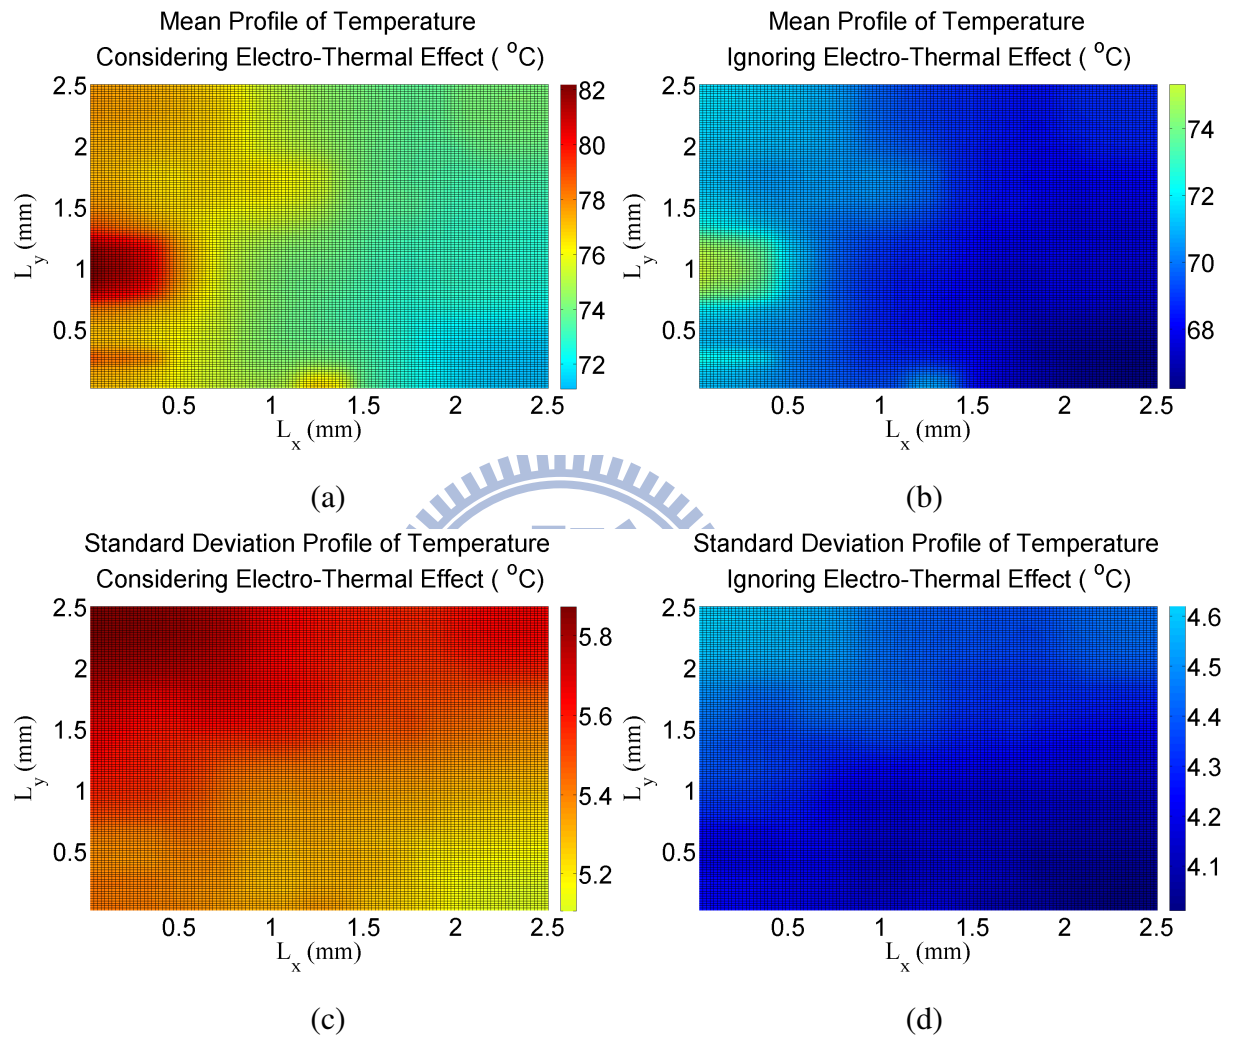 Mean Profile of Temperature
Considering Electro-Thermal Effect ( °C)
2.5
2
1.5
1
0.5
L_y (mm)
0.5 1 1.5 2 2.5
L_x (mm)
82
80
78
76
74
72
(a)
Mean Profile of Temperature
Ignoring Electro-Thermal Effect ( °C)
2.5
2
1.5
1
0.5
L_y (mm)
0.5 1 1.5 2 2.5
L_x (mm)
74
72
70
68
(b)
Standard Deviation Profile of Temperature
Considering Electro-Thermal Effect ( °C)
2.5
2
1.5
1
0.5
L_y (mm)
0.5 1 1.5 2 2.5
L_x (mm)
5.8
5.6
5.4
5.2
(c)
Standard Deviation Profile of Temperature
Ignoring Electro-Thermal Effect ( °C)
2.5
2
1.5
1
0.5
L_y (mm)
0.5 1 1.5 2 2.5
L_x (mm)
4.6
4.5
4.4
4.3
4.2
4.1
(d)